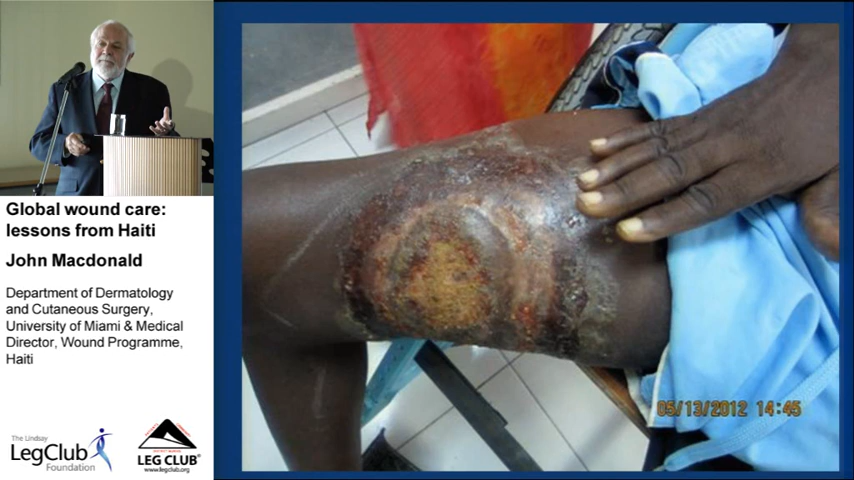 Global wound care:
lessons from Haiti
John Macdonald
Department of Dermatology
and Cutaneous Surgery,
University of Miami & Medical
Director, Wound Programme,
Haiti
The Lindsay
LegClub
Foundation
LEG CLUB®
www.legclub.org
05/13/2012 14:45